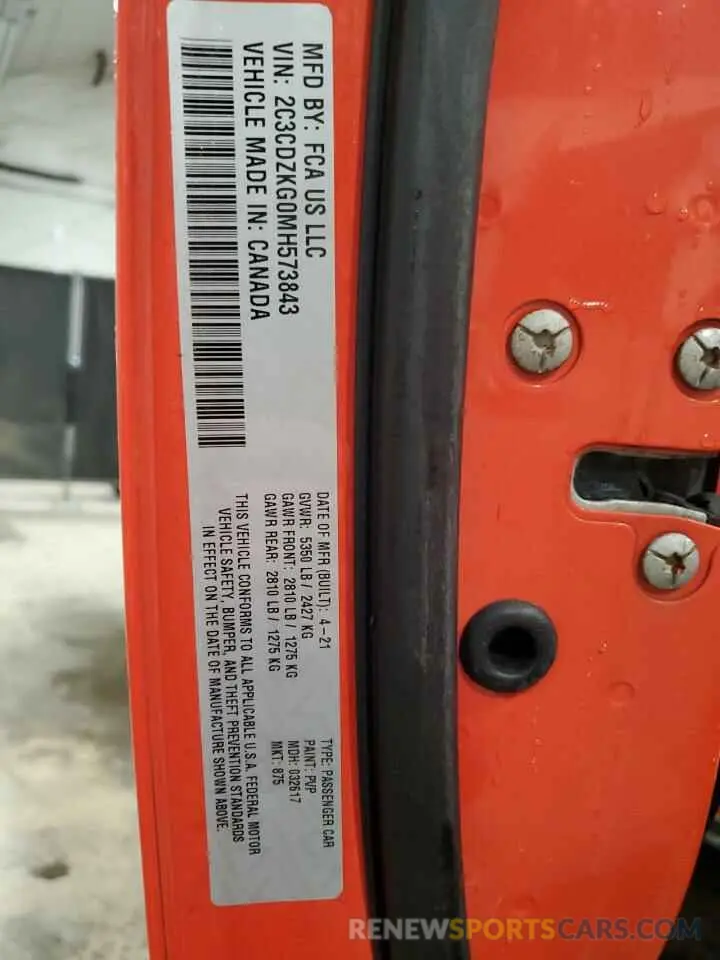 MFD BY: FCA US LLC
VIN: 2C3CDZKG0MH573843
VEHICLE MADE IN: CANADA
DATE OF MFR (BUILT): 4-21
GVWR: 5350 LB / 2427 KG
GAWR FRONT: 2810 LB / 1275 KG
GAWR REAR: 2810 LB / 1275 KG
TYPE: PASSENGER CAR
PAINT: PVP
MDH: 032617
MKT: 875
THIS VEHICLE CONFORMS TO ALL APPLICABLE U.S.A. FEDERAL MOTOR
VEHICLE SAFETY, BUMPER, AND THEFT PREVENTION STANDARDS
IN EFFECT ON THE DATE OF MANUFACTURE SHOWN ABOVE.
RENEWSPORTSCARS.COM